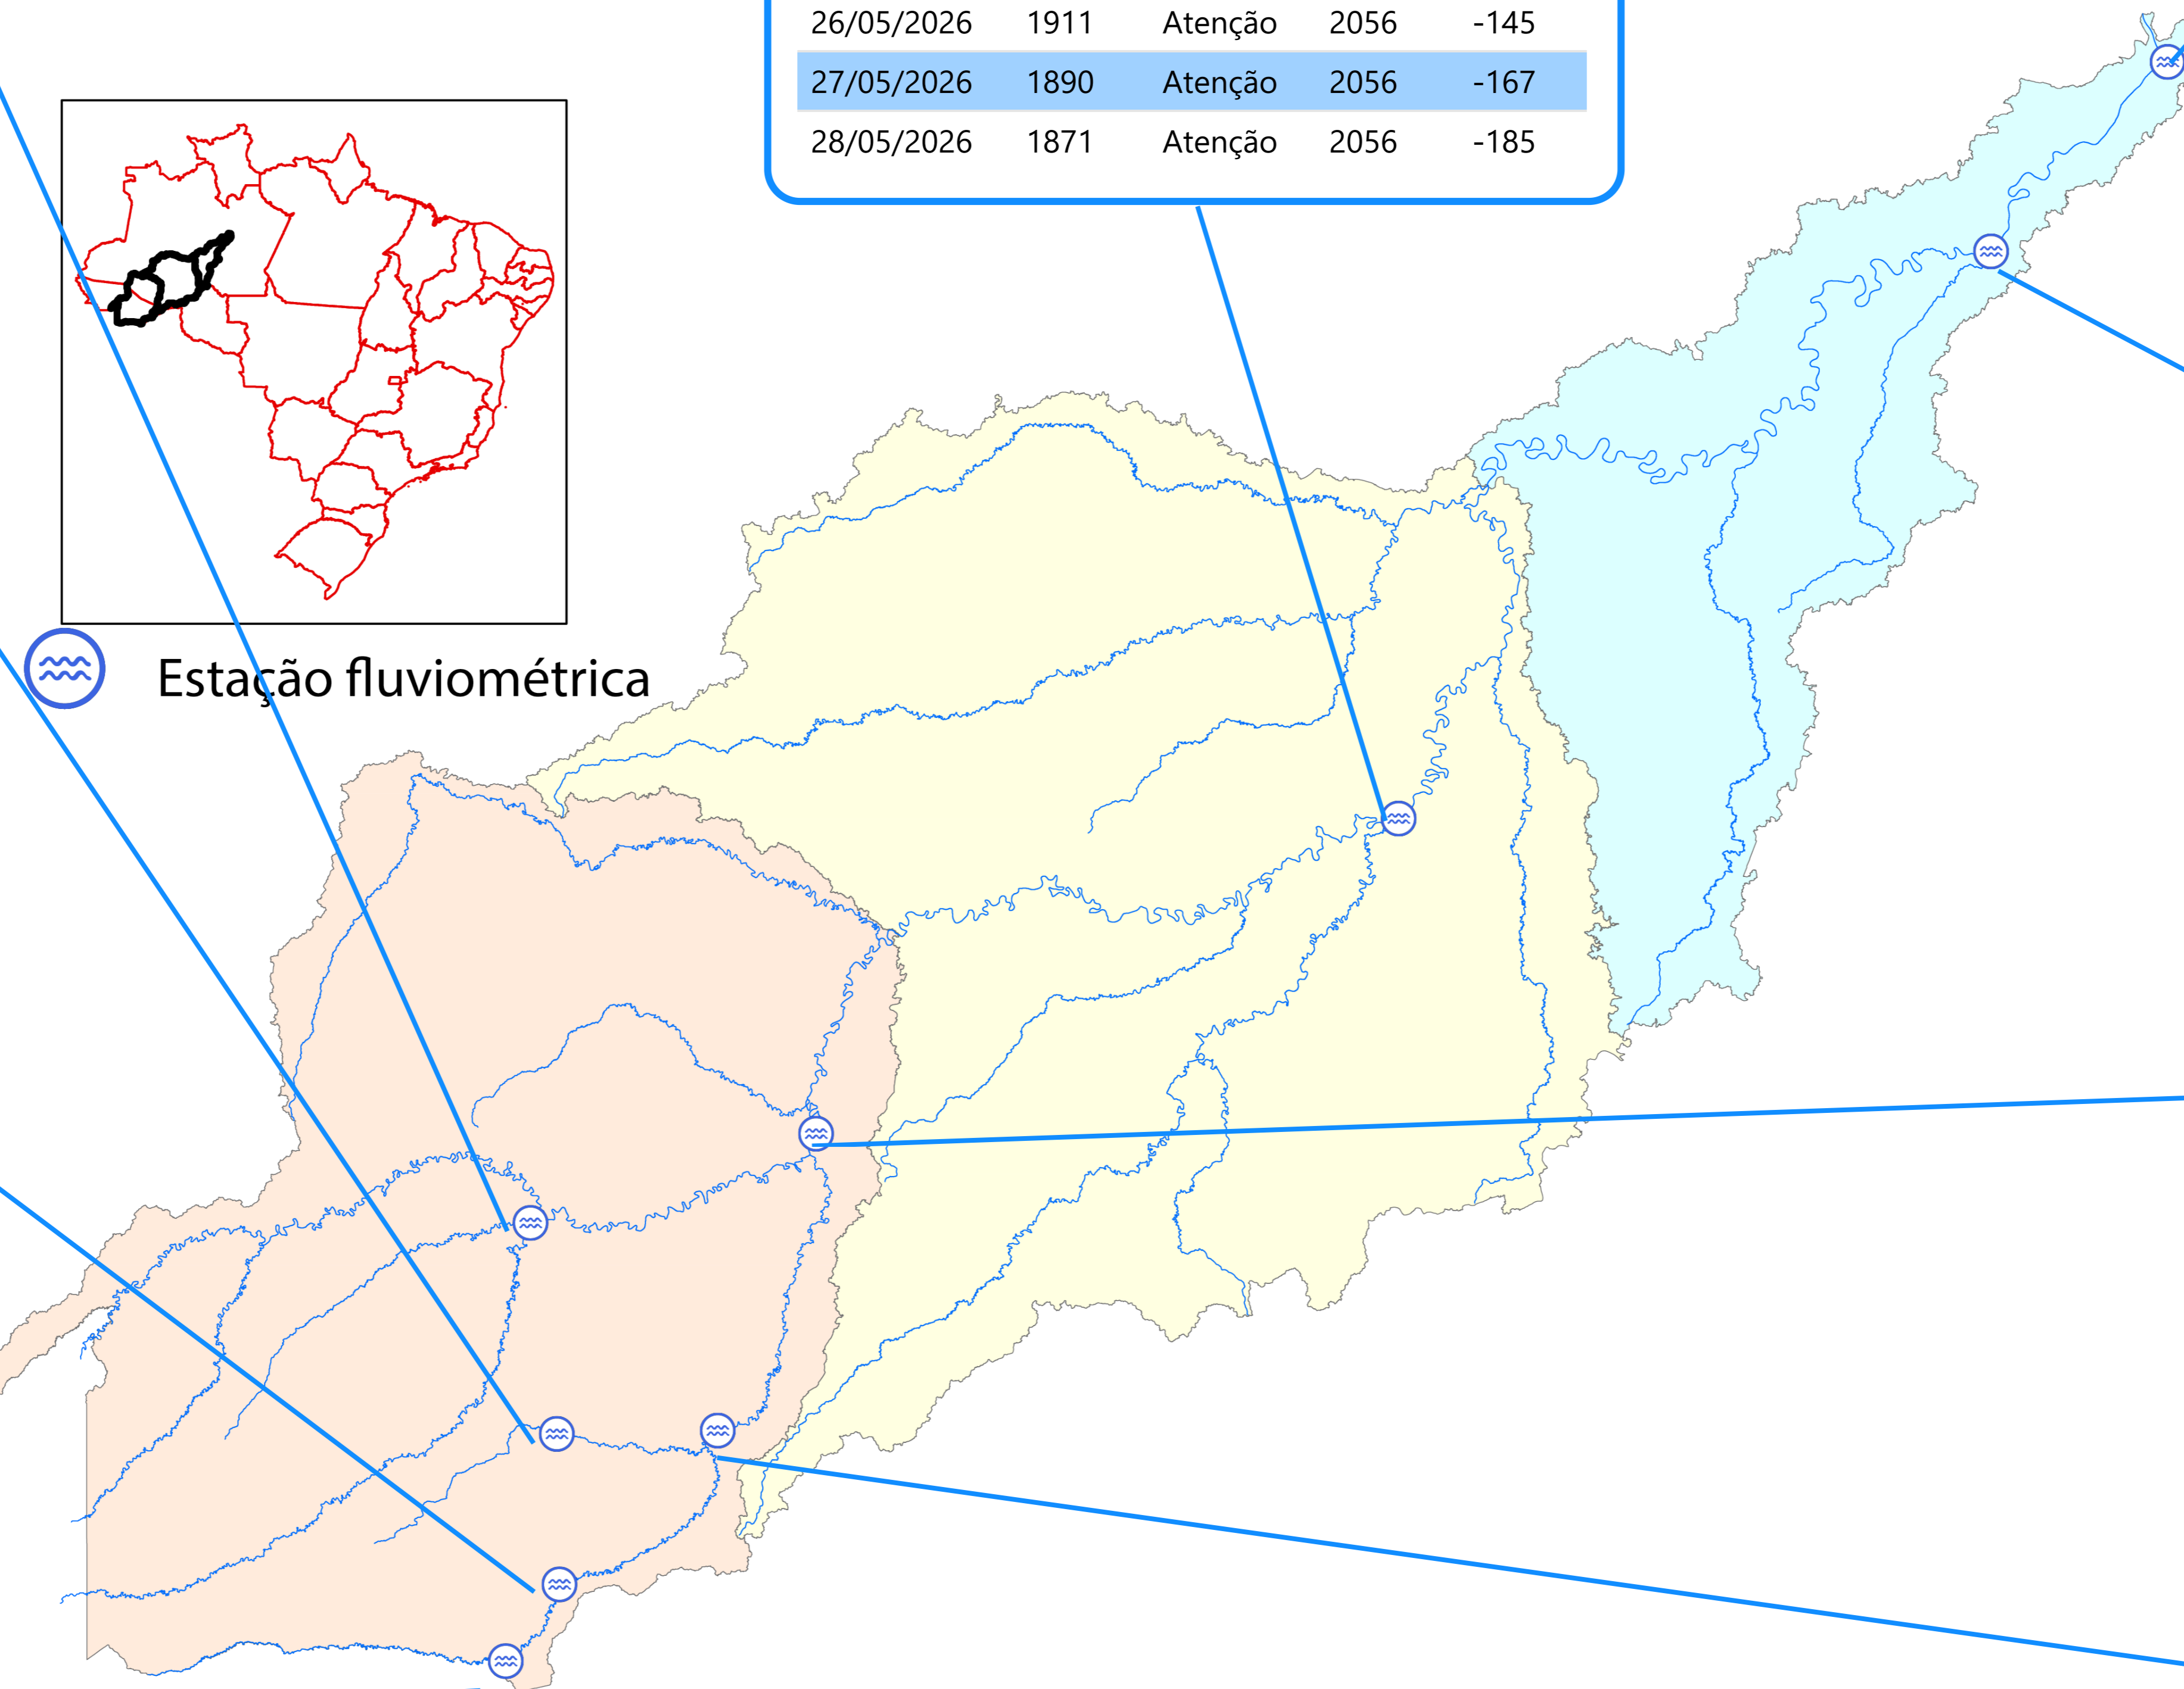 26/05/2026 1911 Atenção 2056 -145
27/05/2026 1890 Atenção 2056 -167
28/05/2026 1871 Atenção 2056 -185
Estação fluviométrica